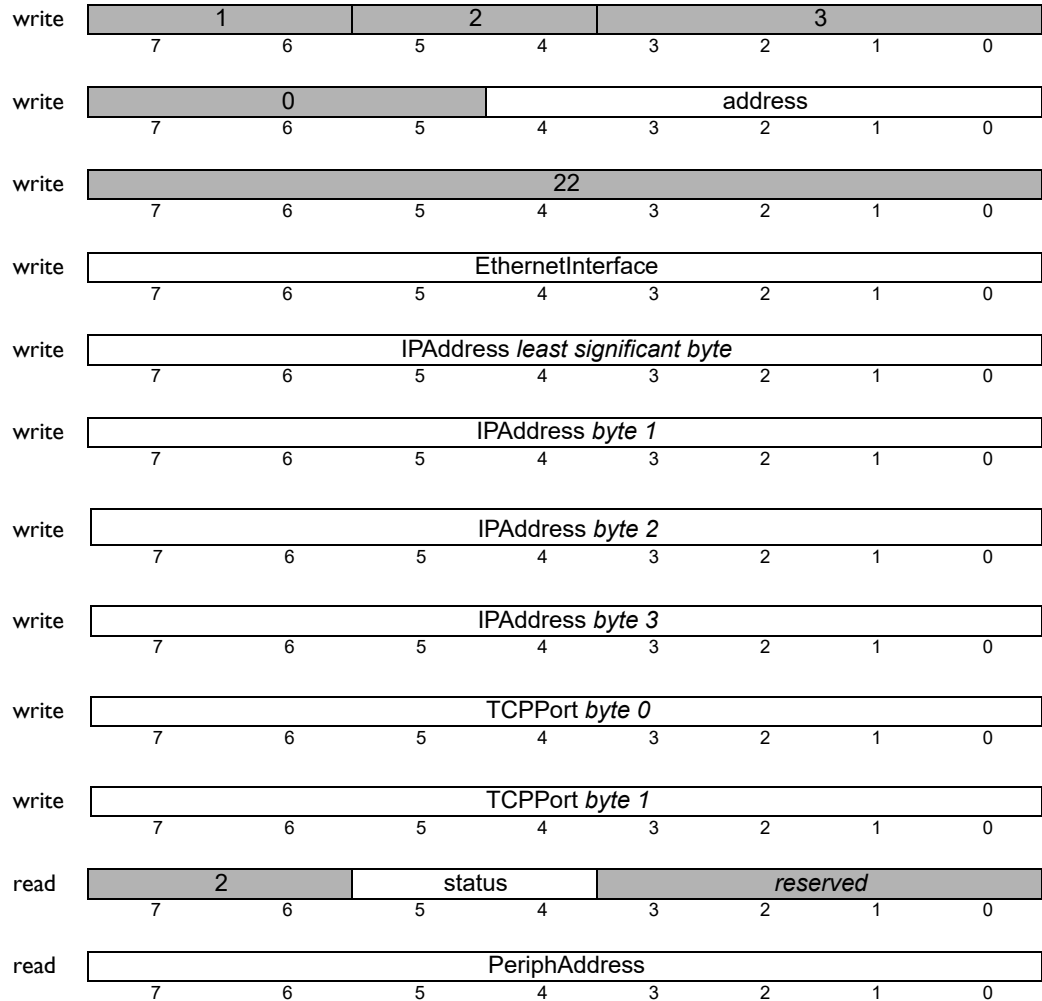 write 1 2 3
7 6 5 4 3 2 1 0
write 0 address
7 6 5 4 3 2 1 0
write 22
7 6 5 4 3 2 1 0
write EthernetInterface
7 6 5 4 3 2 1 0
write IPAddress least significant byte
7 6 5 4 3 2 1 0
write IPAddress byte 1
7 6 5 4 3 2 1 0
write IPAddress byte 2
7 6 5 4 3 2 1 0
write IPAddress byte 3
7 6 5 4 3 2 1 0
write TCPPort byte 0
7 6 5 4 3 2 1 0
write TCPPort byte 1
7 6 5 4 3 2 1 0
read 2 status reserved
7 6 5 4 3 2 1 0
read PeriphAddress
7 6 5 4 3 2 1 0